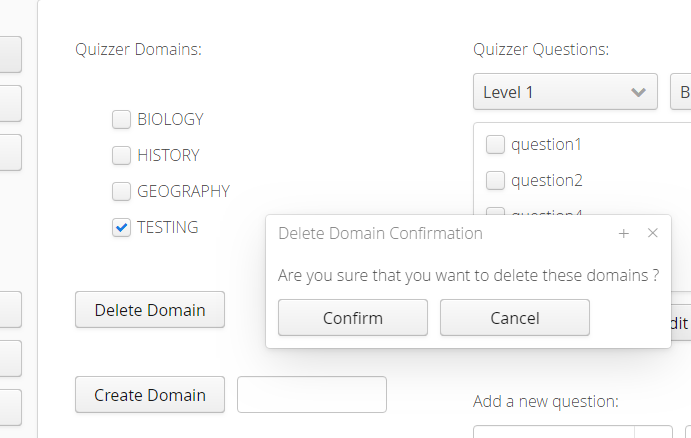 Quizzer Domains:
BIOLOGY
HISTORY
GEOGRAPHY
TESTING
Delete Domain
Create Domain
Quizzer Questions:
Level 1
B
question1
question2
Delete Domain Confirmation
Are you sure that you want to delete these domains ?
Confirm
Cancel
dit
Add a new question: